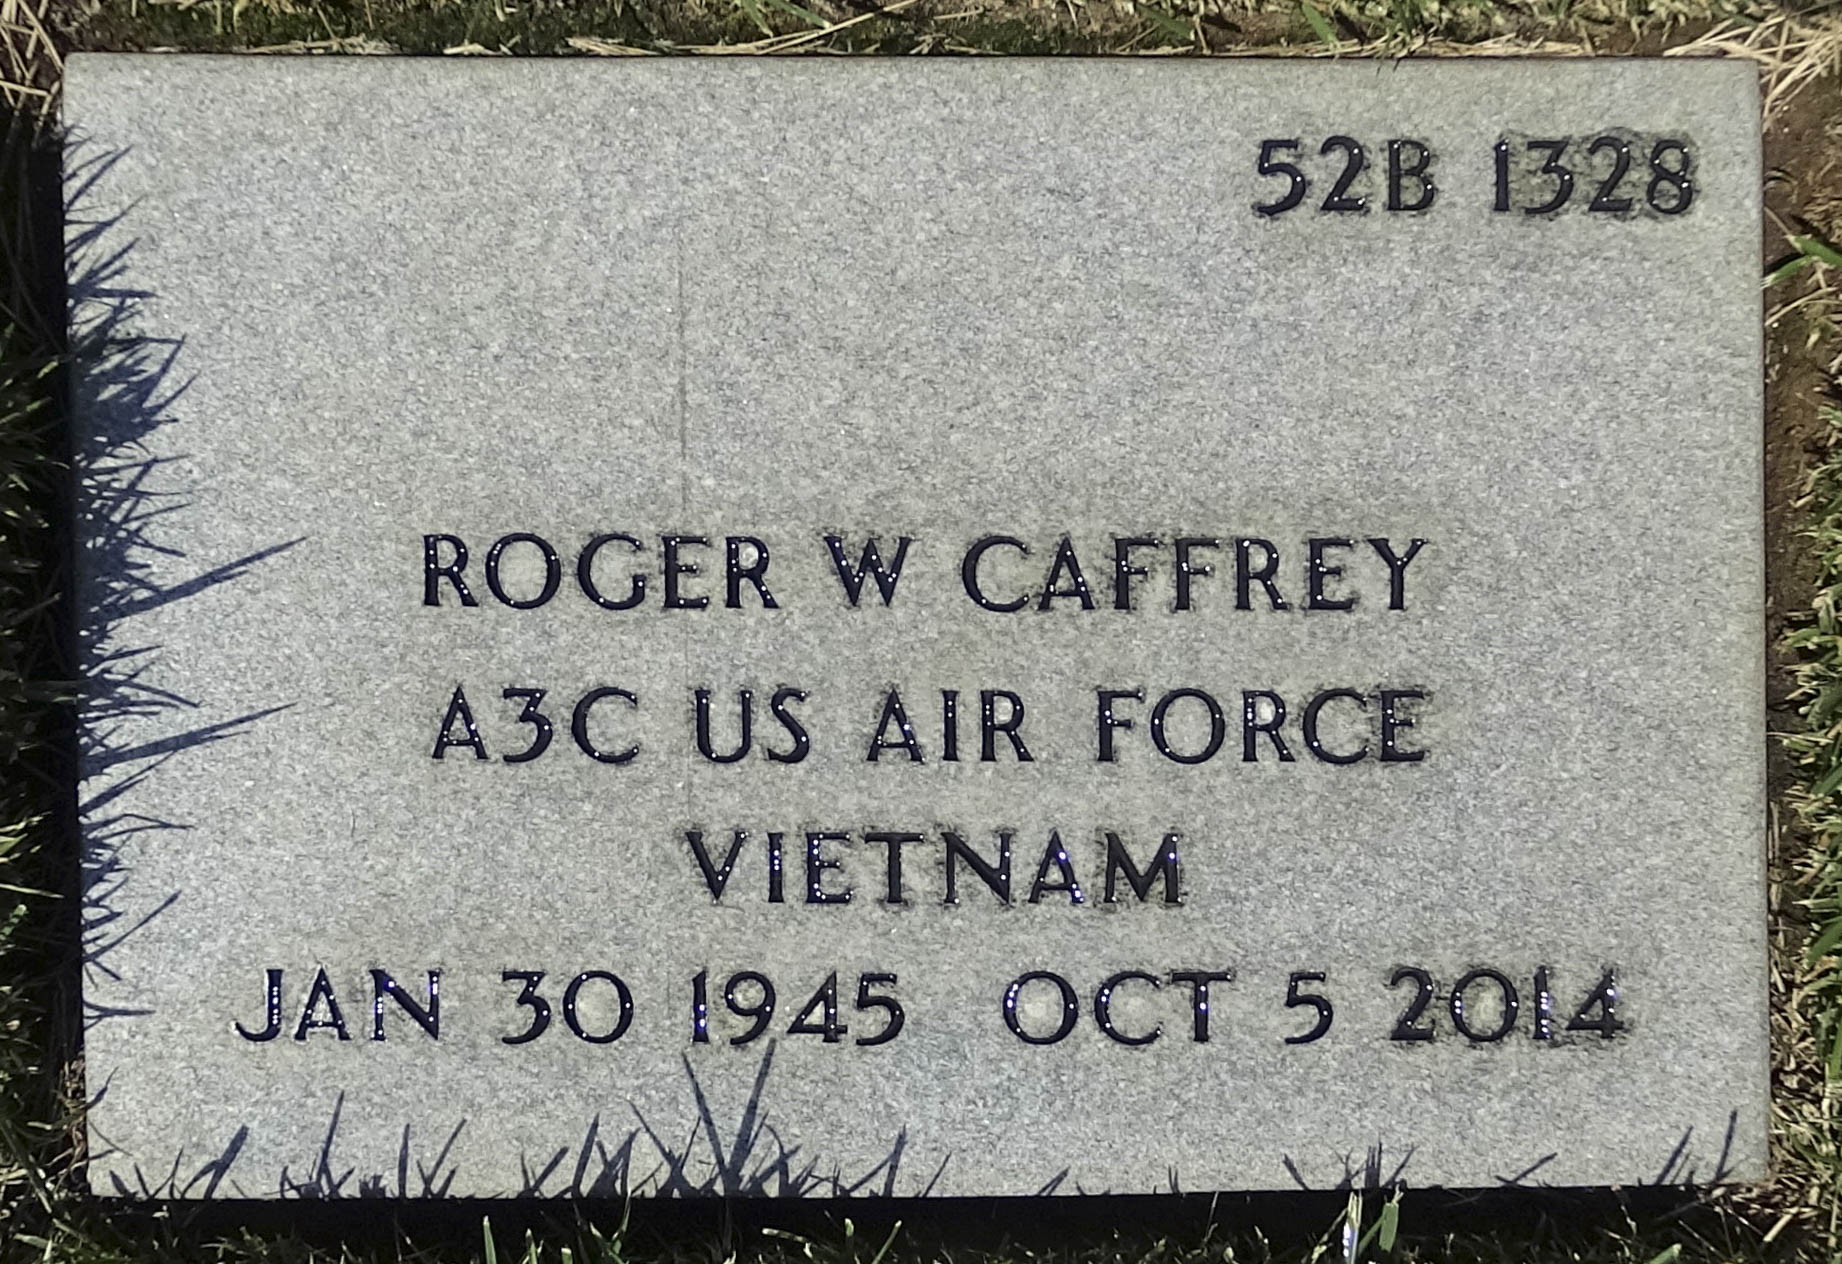 52B 1328
ROGER W CAFFREY
A3C US AIR FORCE
VIETNAM
JAN 30 1945 OCT 5 2014